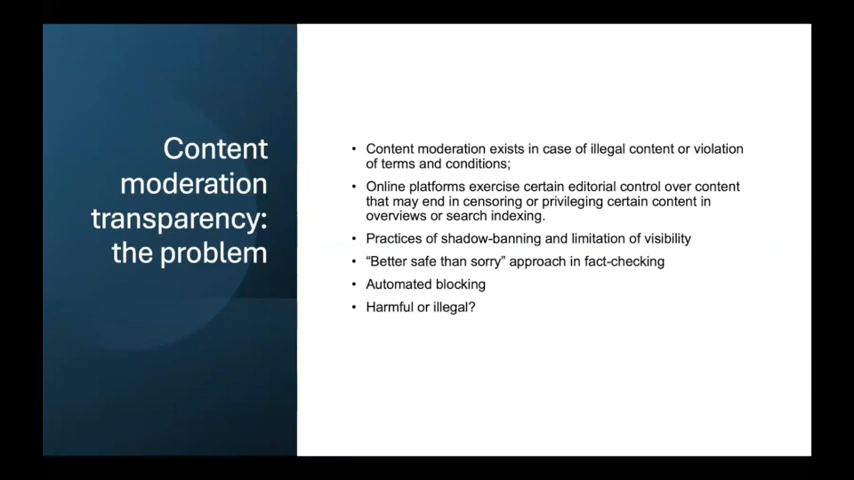 Content
moderation
transparency:
the problem
• Content moderation exists in case of illegal content or violation
of terms and conditions;
• Online platforms exercise certain editorial control over content
that may end in censoring or privileging certain content in
overviews or search indexing.
• Practices of shadow-banning and limitation of visibility
• “Better safe than sorry” approach in fact-checking
• Automated blocking
• Harmful or illegal?